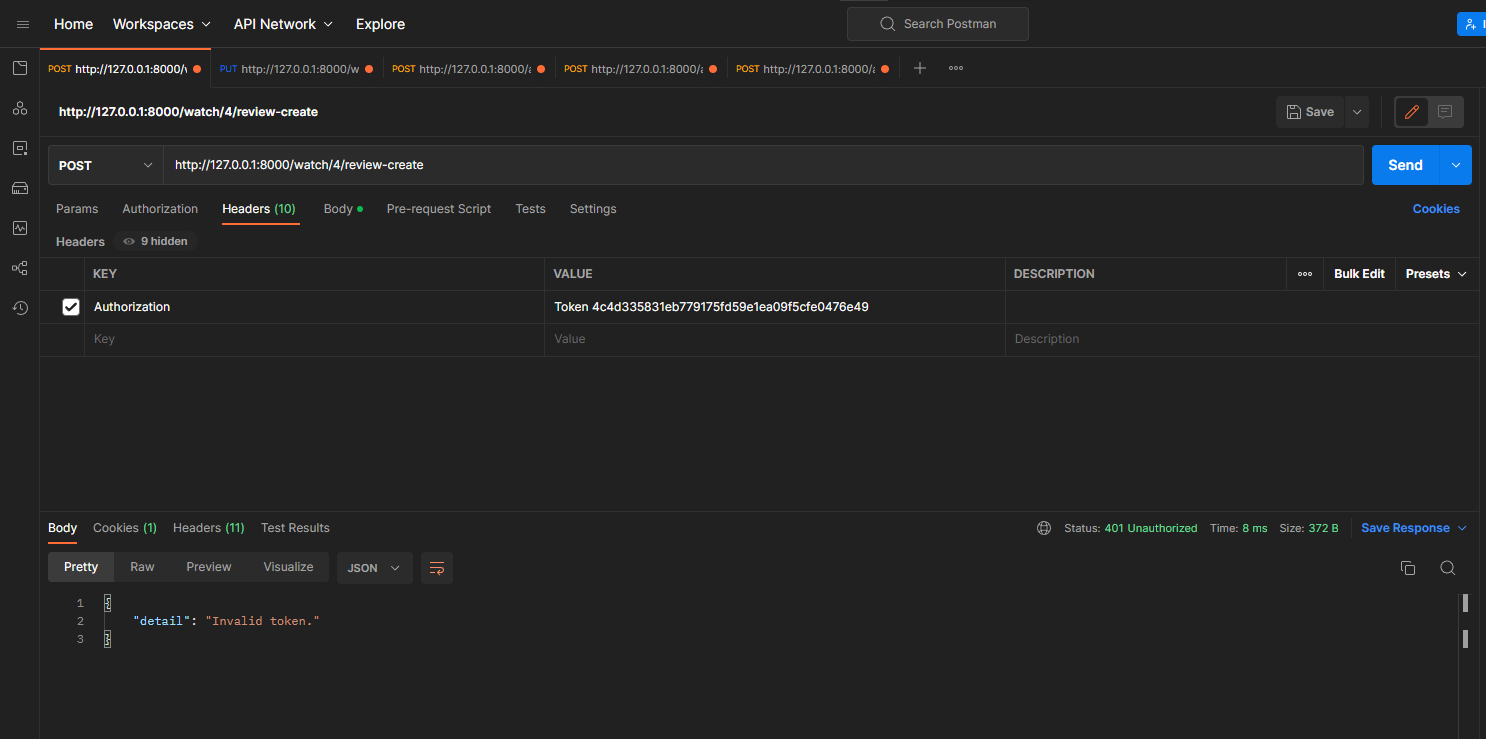 Home Workspaces API Network Explore Search Postman
POST http://127.0.0.1:8000/ PUT http://127.0.0.1:8000/w POST http://127.0.0.1:8000/ POST http://127.0.0.1:8000/ POST http://127.0.0.1:8000/
http://127.0.0.1:8000/watch/4/review-create Save
POST http://127.0.0.1:8000/watch/4/review-create Send
Params Authorization Headers (10) Body Pre-request Script Tests Settings Cookies
Headers 9 hidden
KEY VALUE DESCRIPTION Bulk Edit Presets
Authorization Token 4c4d335831eb779175fd59e1ea09f5cfe0476e49
Key Value Description
Body Cookies (1) Headers (11) Test Results Status: 401 Unauthorized Time: 8 ms Size: 372 B Save Response
Pretty Raw Preview Visualize JSON
1 {
2 "detail": "Invalid token."
3 }